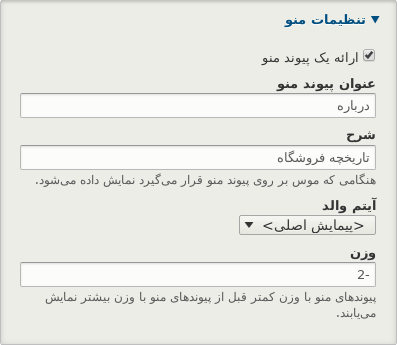 تنظیمات منو
ارائه یک پیوند منو
عنوان پیوند منو
درباره
شرح
تاریخچه فروشگاه
هنگامی که موس بر روی پیوند منو قرار می‌گیرد نمایش داده می‌شود.
آیتم والد
<پیمایش اصلی>
وزن
-2
پیوندهای منو با وزن کمتر قبل از پیوندهای منو با وزن بیشتر نمایش
می‌یابند.